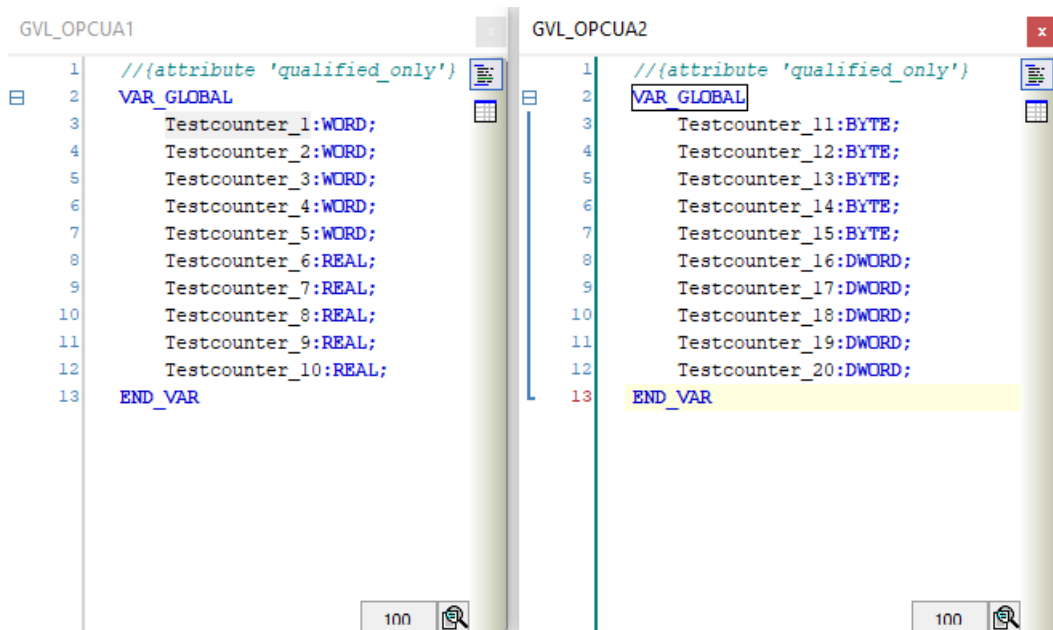 GVL_OPCUA1
1 //{attribute 'qualified_only'}
2 VAR_GLOBAL
3 Testcounter_1:WORD;
4 Testcounter_2:WORD;
5 Testcounter_3:WORD;
6 Testcounter_4:WORD;
7 Testcounter_5:WORD;
8 Testcounter_6:REAL;
9 Testcounter_7:REAL;
10 Testcounter_8:REAL;
11 Testcounter_9:REAL;
12 Testcounter_10:REAL;
13 END_VAR
100
GVL_OPCUA2
x
1 //{attribute 'qualified_only'}
2 VAR_GLOBAL
3 Testcounter_11:BYTE;
4 Testcounter_12:BYTE;
5 Testcounter_13:BYTE;
6 Testcounter_14:BYTE;
7 Testcounter_15:BYTE;
8 Testcounter_16:DWORD;
9 Testcounter_17:DWORD;
10 Testcounter_18:DWORD;
11 Testcounter_19:DWORD;
12 Testcounter_20:DWORD;
13 END_VAR
100